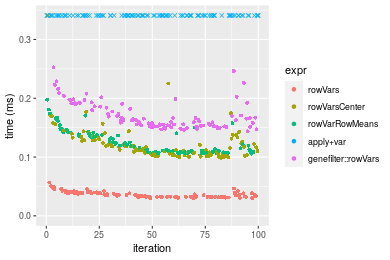 0.3
0.2
0.1
0.0
time (ms)
0
25
50
75
100
iteration
expr
rowVars
rowVarsCenter
rowVarRowMeans
apply+var
genefilter::rowVars